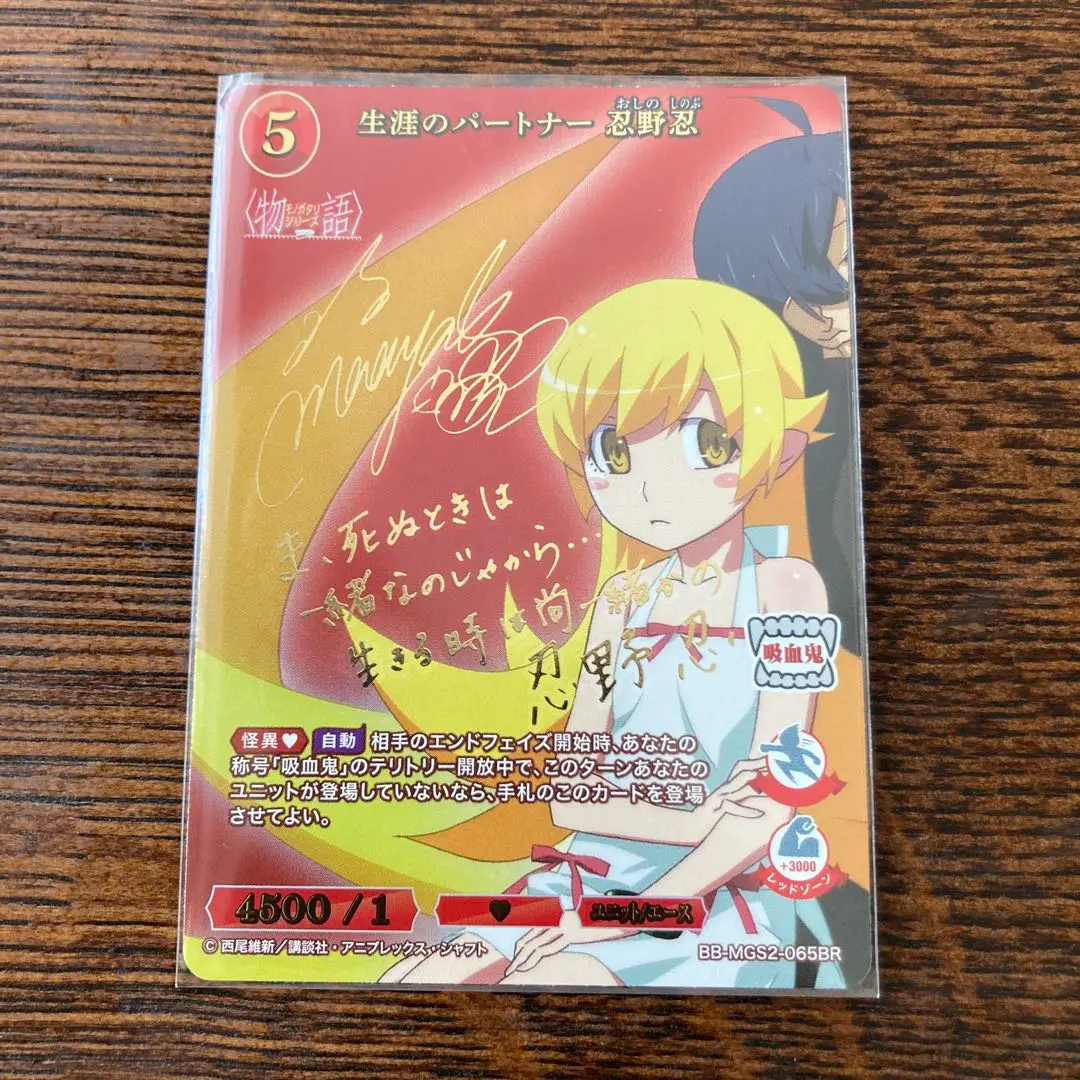 5
生涯のパートナー 忍野忍
おしの しのぶ
〈物語〉
モノガタリ
シリーズ
ま、死ぬときは
一緒なのじゃから…
生きる時は尚一緒かの
忍野忍
吸血鬼
怪異♥ 自動 相手のエンドフェイズ開始時、あなたの
称号「吸血鬼」のテリトリー開放中で、このターンあなたの
ユニットが登場していないなら、手札のこのカードを登場
させてよい。
+3000
レッドゾーン
4500 / 1
ユニット/エース
© 西尾維新/講談社・アニプレックス・シャフト
BB-MGS2-065BR